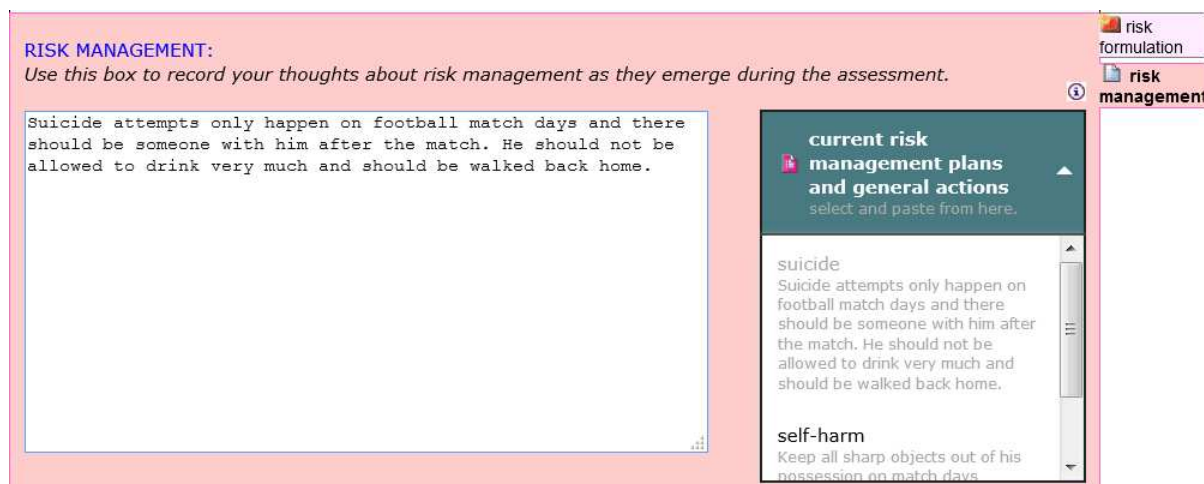 RISK MANAGEMENT:
Use this box to record your thoughts about risk management as they emerge during the assessment.
Suicide attempts only happen on football match days and there
should be someone with him after the match. He should not be
allowed to drink very much and should be walked back home.
current risk
management plans
and general actions
select and paste from here.
suicide
Suicide attempts only happen on
football match days and there
should be someone with him after
the match. He should not be
allowed to drink very much and
should be walked back home.
self-harm
Keep all sharp objects out of his
possession on match days
risk
formulation
risk
management